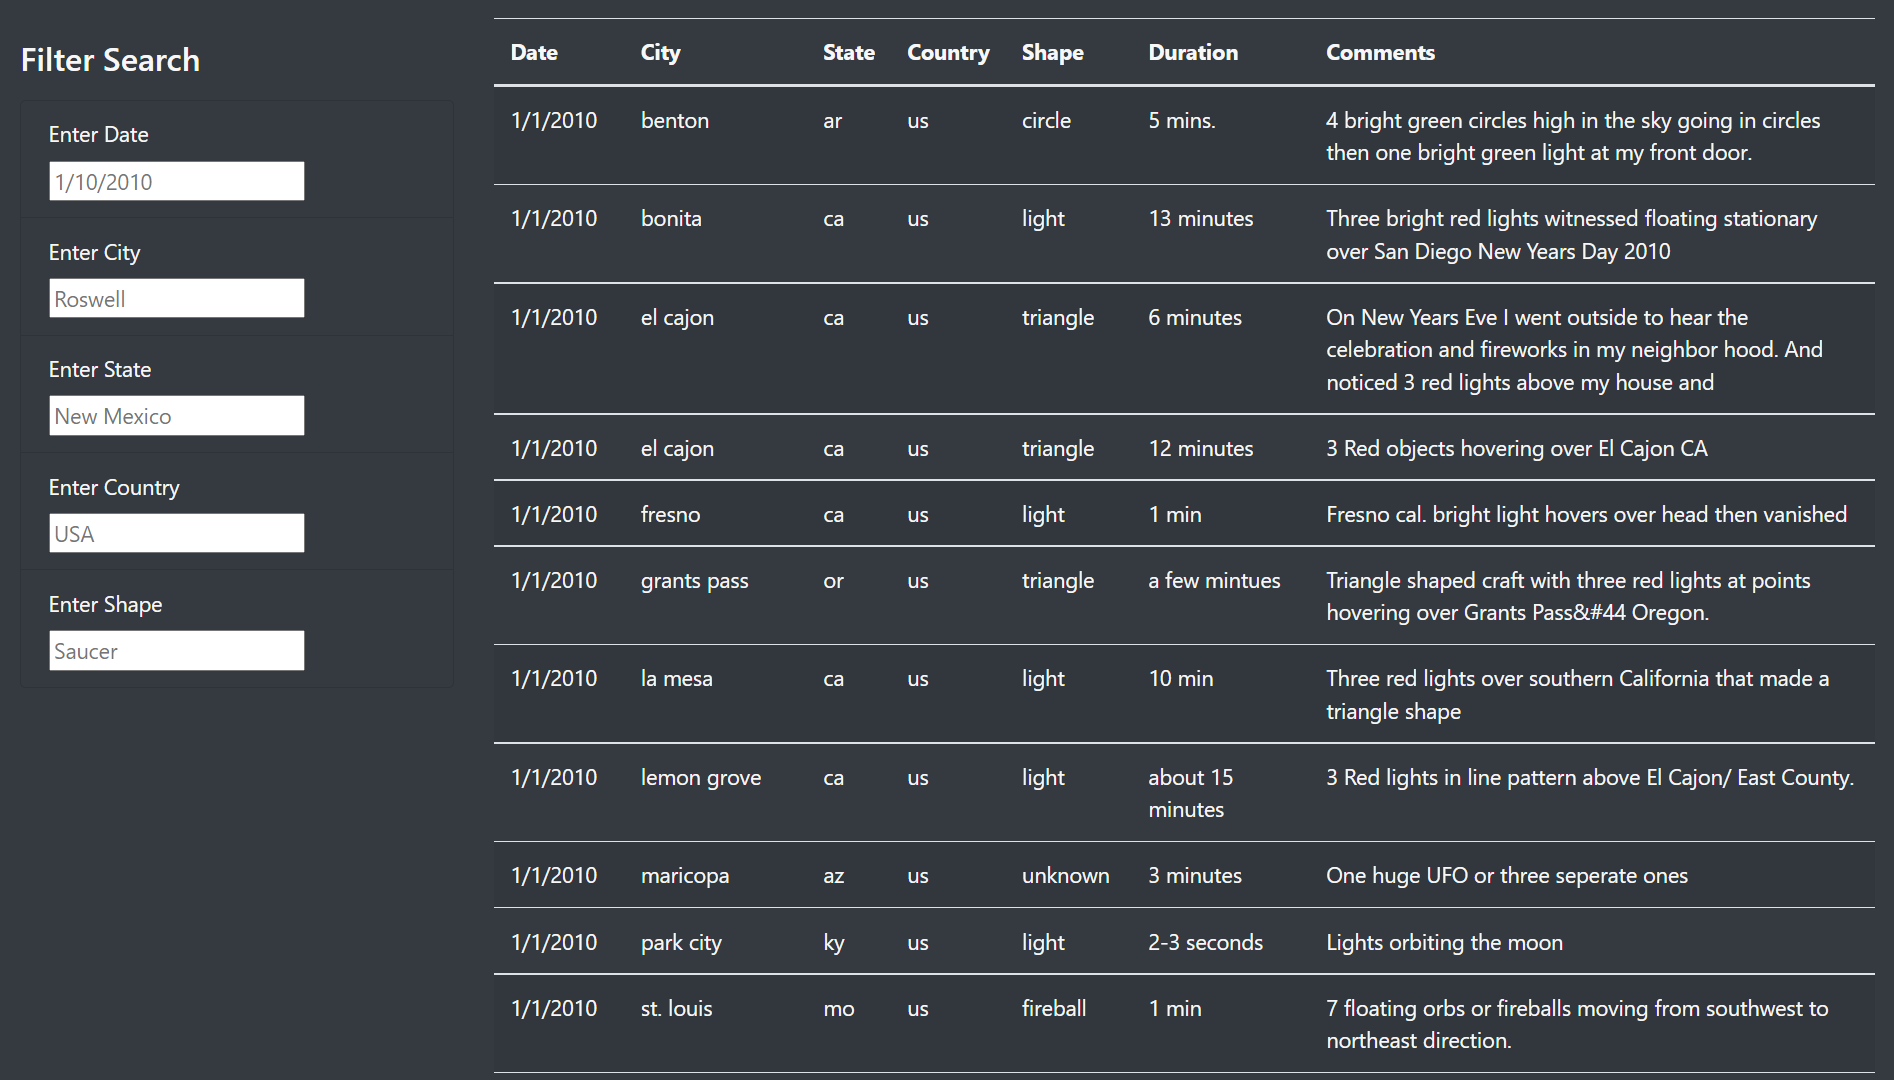 Filter Search
Enter Date
1/10/2010
Enter City
Roswell
Enter State
New Mexico
Enter Country
USA
Enter Shape
Saucer
Date City State Country Shape Duration Comments
1/1/2010 benton ar us circle 5 mins. 4 bright green circles high in the sky going in circles
then one bright green light at my front door.
1/1/2010 bonita ca us light 13 minutes Three bright red lights witnessed floating stationary
over San Diego New Years Day 2010
1/1/2010 el cajon ca us triangle 6 minutes On New Years Eve I went outside to hear the
celebration and fireworks in my neighbor hood. And
noticed 3 red lights above my house and
1/1/2010 el cajon ca us triangle 12 minutes 3 Red objects hovering over El Cajon CA
1/1/2010 fresno ca us light 1 min Fresno cal. bright light hovers over head then vanished
1/1/2010 grants pass or us triangle a few mintues Triangle shaped craft with three red lights at points
hovering over Grants Pass&#44 Oregon.
1/1/2010 la mesa ca us light 10 min Three red lights over southern California that made a
triangle shape
1/1/2010 lemon grove ca us light about 15 3 Red lights in line pattern above El Cajon/ East County.
minutes
1/1/2010 maricopa az us unknown 3 minutes One huge UFO or three seperate ones
1/1/2010 park city ky us light 2-3 seconds Lights orbiting the moon
1/1/2010 st. louis mo us fireball 1 min 7 floating orbs or fireballs moving from southwest to
northeast direction.